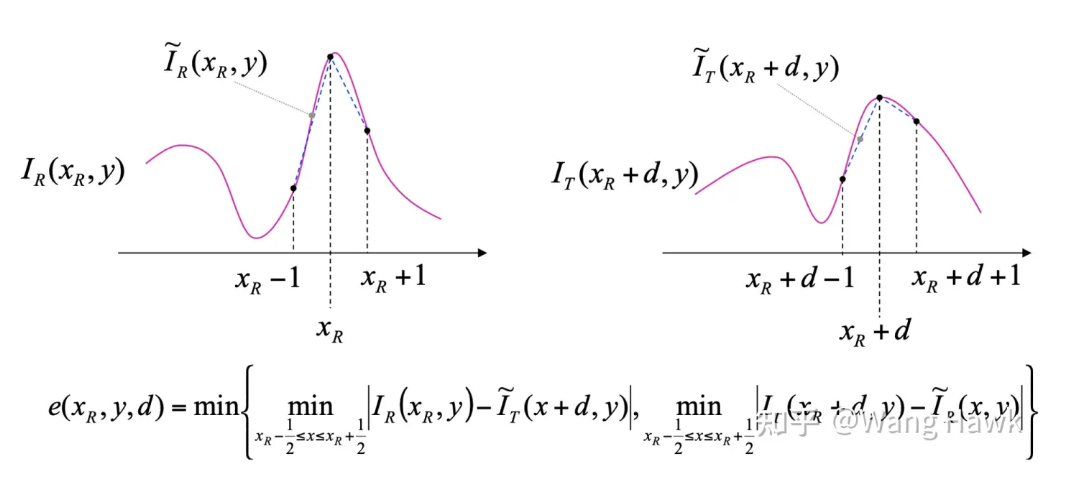 Ĩ_R(x_R, y)
I_R(x_R, y)
x_R − 1
x_R + 1
x_R
Ĩ_T(x_R + d, y)
I_T(x_R + d, y)
x_R + d − 1
x_R + d + 1
x_R + d
e(x_R, y, d) = min{ min_{x_R − 1/2 ≤ x ≤ x_R + 1/2} |I_R(x_R, y) − Ĩ_T(x + d, y)|, min_{x_R − 1/2 ≤ x ≤ x_R + 1/2} |I_T(x_R + d, y) − Ĩ_R(x, y)| }
知乎 @Wang Hawk